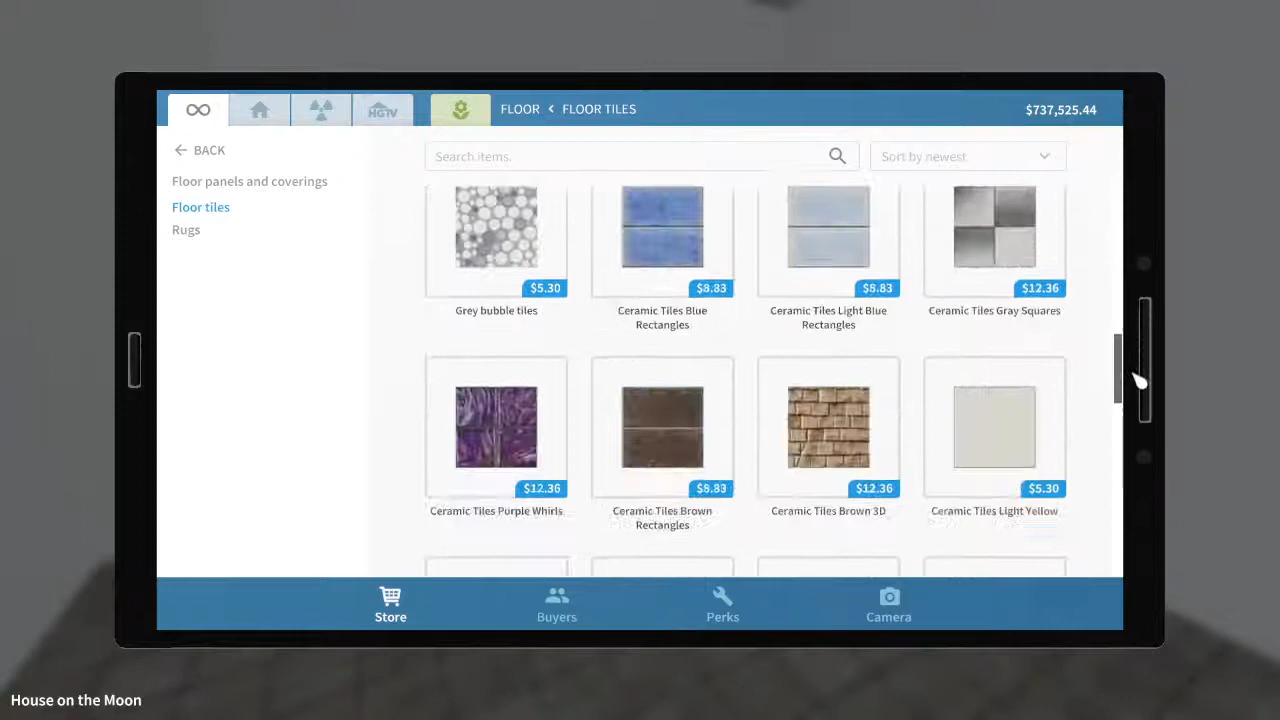 HGTV
FLOOR < FLOOR TILES
$737,525.44
BACK
Search items.
Sort by newest
Floor panels and coverings
Floor tiles
Rugs
$5.30
$8.83
$8.83
$12.36
Grey bubble tiles
Ceramic Tiles Blue
Rectangles
Ceramic Tiles Light Blue
Rectangles
Ceramic Tiles Gray Squares
$12.36
$8.83
$12.36
$5.30
Ceramic Tiles Purple Whirls
Ceramic Tiles Brown
Rectangles
Ceramic Tiles Brown 3D
Ceramic Tiles Light Yellow
Store
Buyers
Perks
Camera
House on the Moon